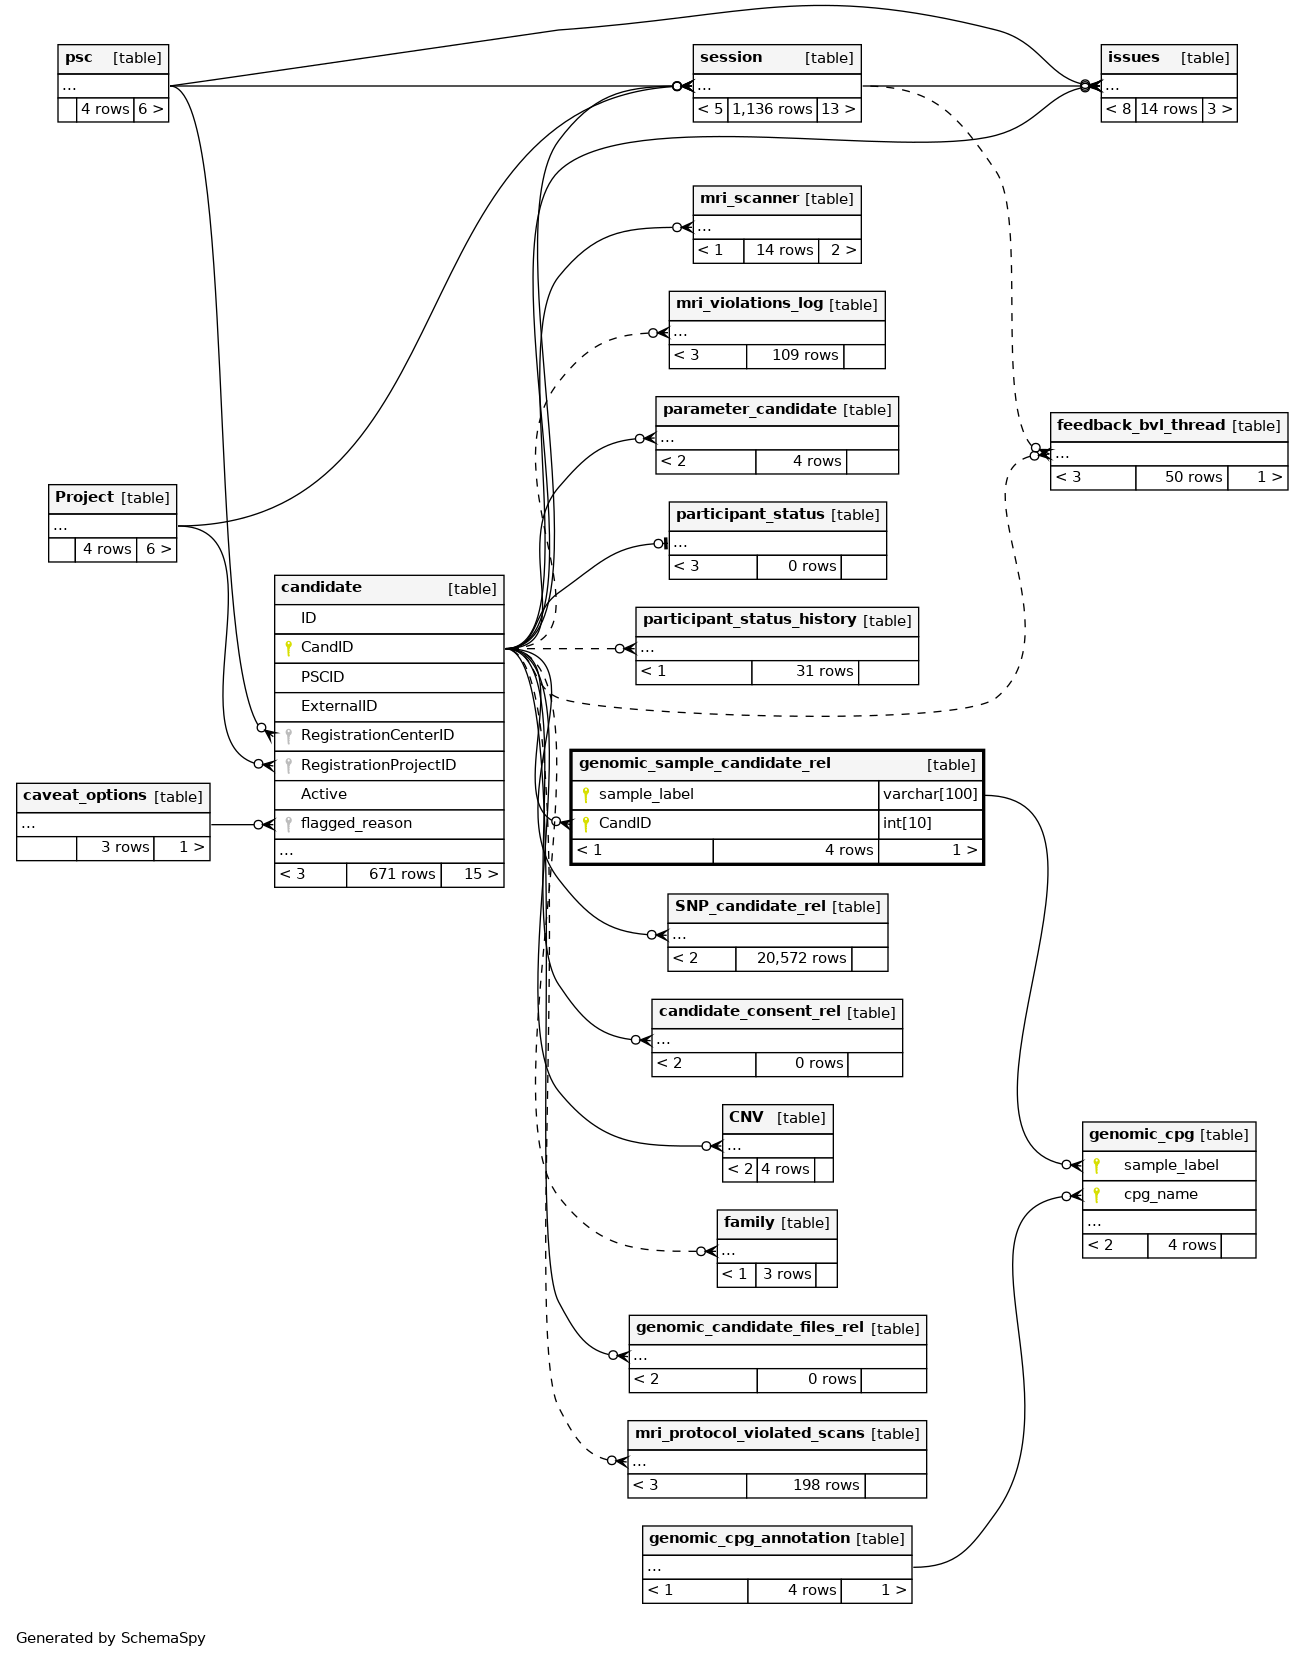 psc [table]
...
4 rows 6 >
session [table]
...
< 5 1,136 rows 13 >
issues [table]
...
< 8 14 rows 3 >
mri_scanner [table]
...
< 1 14 rows 2 >
mri_violations_log [table]
...
< 3 109 rows
parameter_candidate [table]
...
< 2 4 rows
feedback_bvl_thread [table]
...
< 3 50 rows 1 >
Project [table]
...
4 rows 6 >
participant_status [table]
...
< 3 0 rows
candidate [table]
ID
CandID
PSCID
ExternalID
RegistrationCenterID
RegistrationProjectID
Active
flagged_reason
...
< 3 671 rows 15 >
participant_status_history [table]
...
< 1 31 rows
caveat_options [table]
...
3 rows 1 >
genomic_sample_candidate_rel [table]
sample_label varchar[100]
CandID int[10]
< 1 4 rows 1 >
SNP_candidate_rel [table]
...
< 2 20,572 rows
candidate_consent_rel [table]
...
< 2 0 rows
CNV [table]
...
< 2 4 rows
genomic_cpg [table]
sample_label
cpg_name
...
< 2 4 rows
family [table]
...
< 1 3 rows
genomic_candidate_files_rel [table]
...
< 2 0 rows
mri_protocol_violated_scans [table]
...
< 3 198 rows
genomic_cpg_annotation [table]
...
< 1 4 rows 1 >
Generated by SchemaSpy